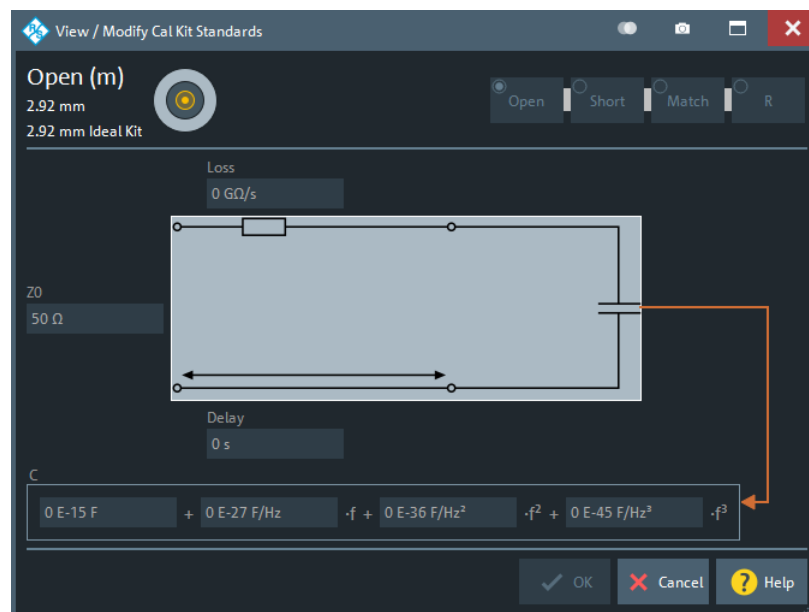 View / Modify Cal Kit Standards
Open (m)
2.92 mm
2.92 mm Ideal Kit
Open
Short
Match
R
Loss
0 GΩ/s
Z0
50 Ω
Delay
0 s
C
0 E-15 F + 0 E-27 F/Hz ·f + 0 E-36 F/Hz² ·f² + 0 E-45 F/Hz³ ·f³
OK
Cancel
? Help